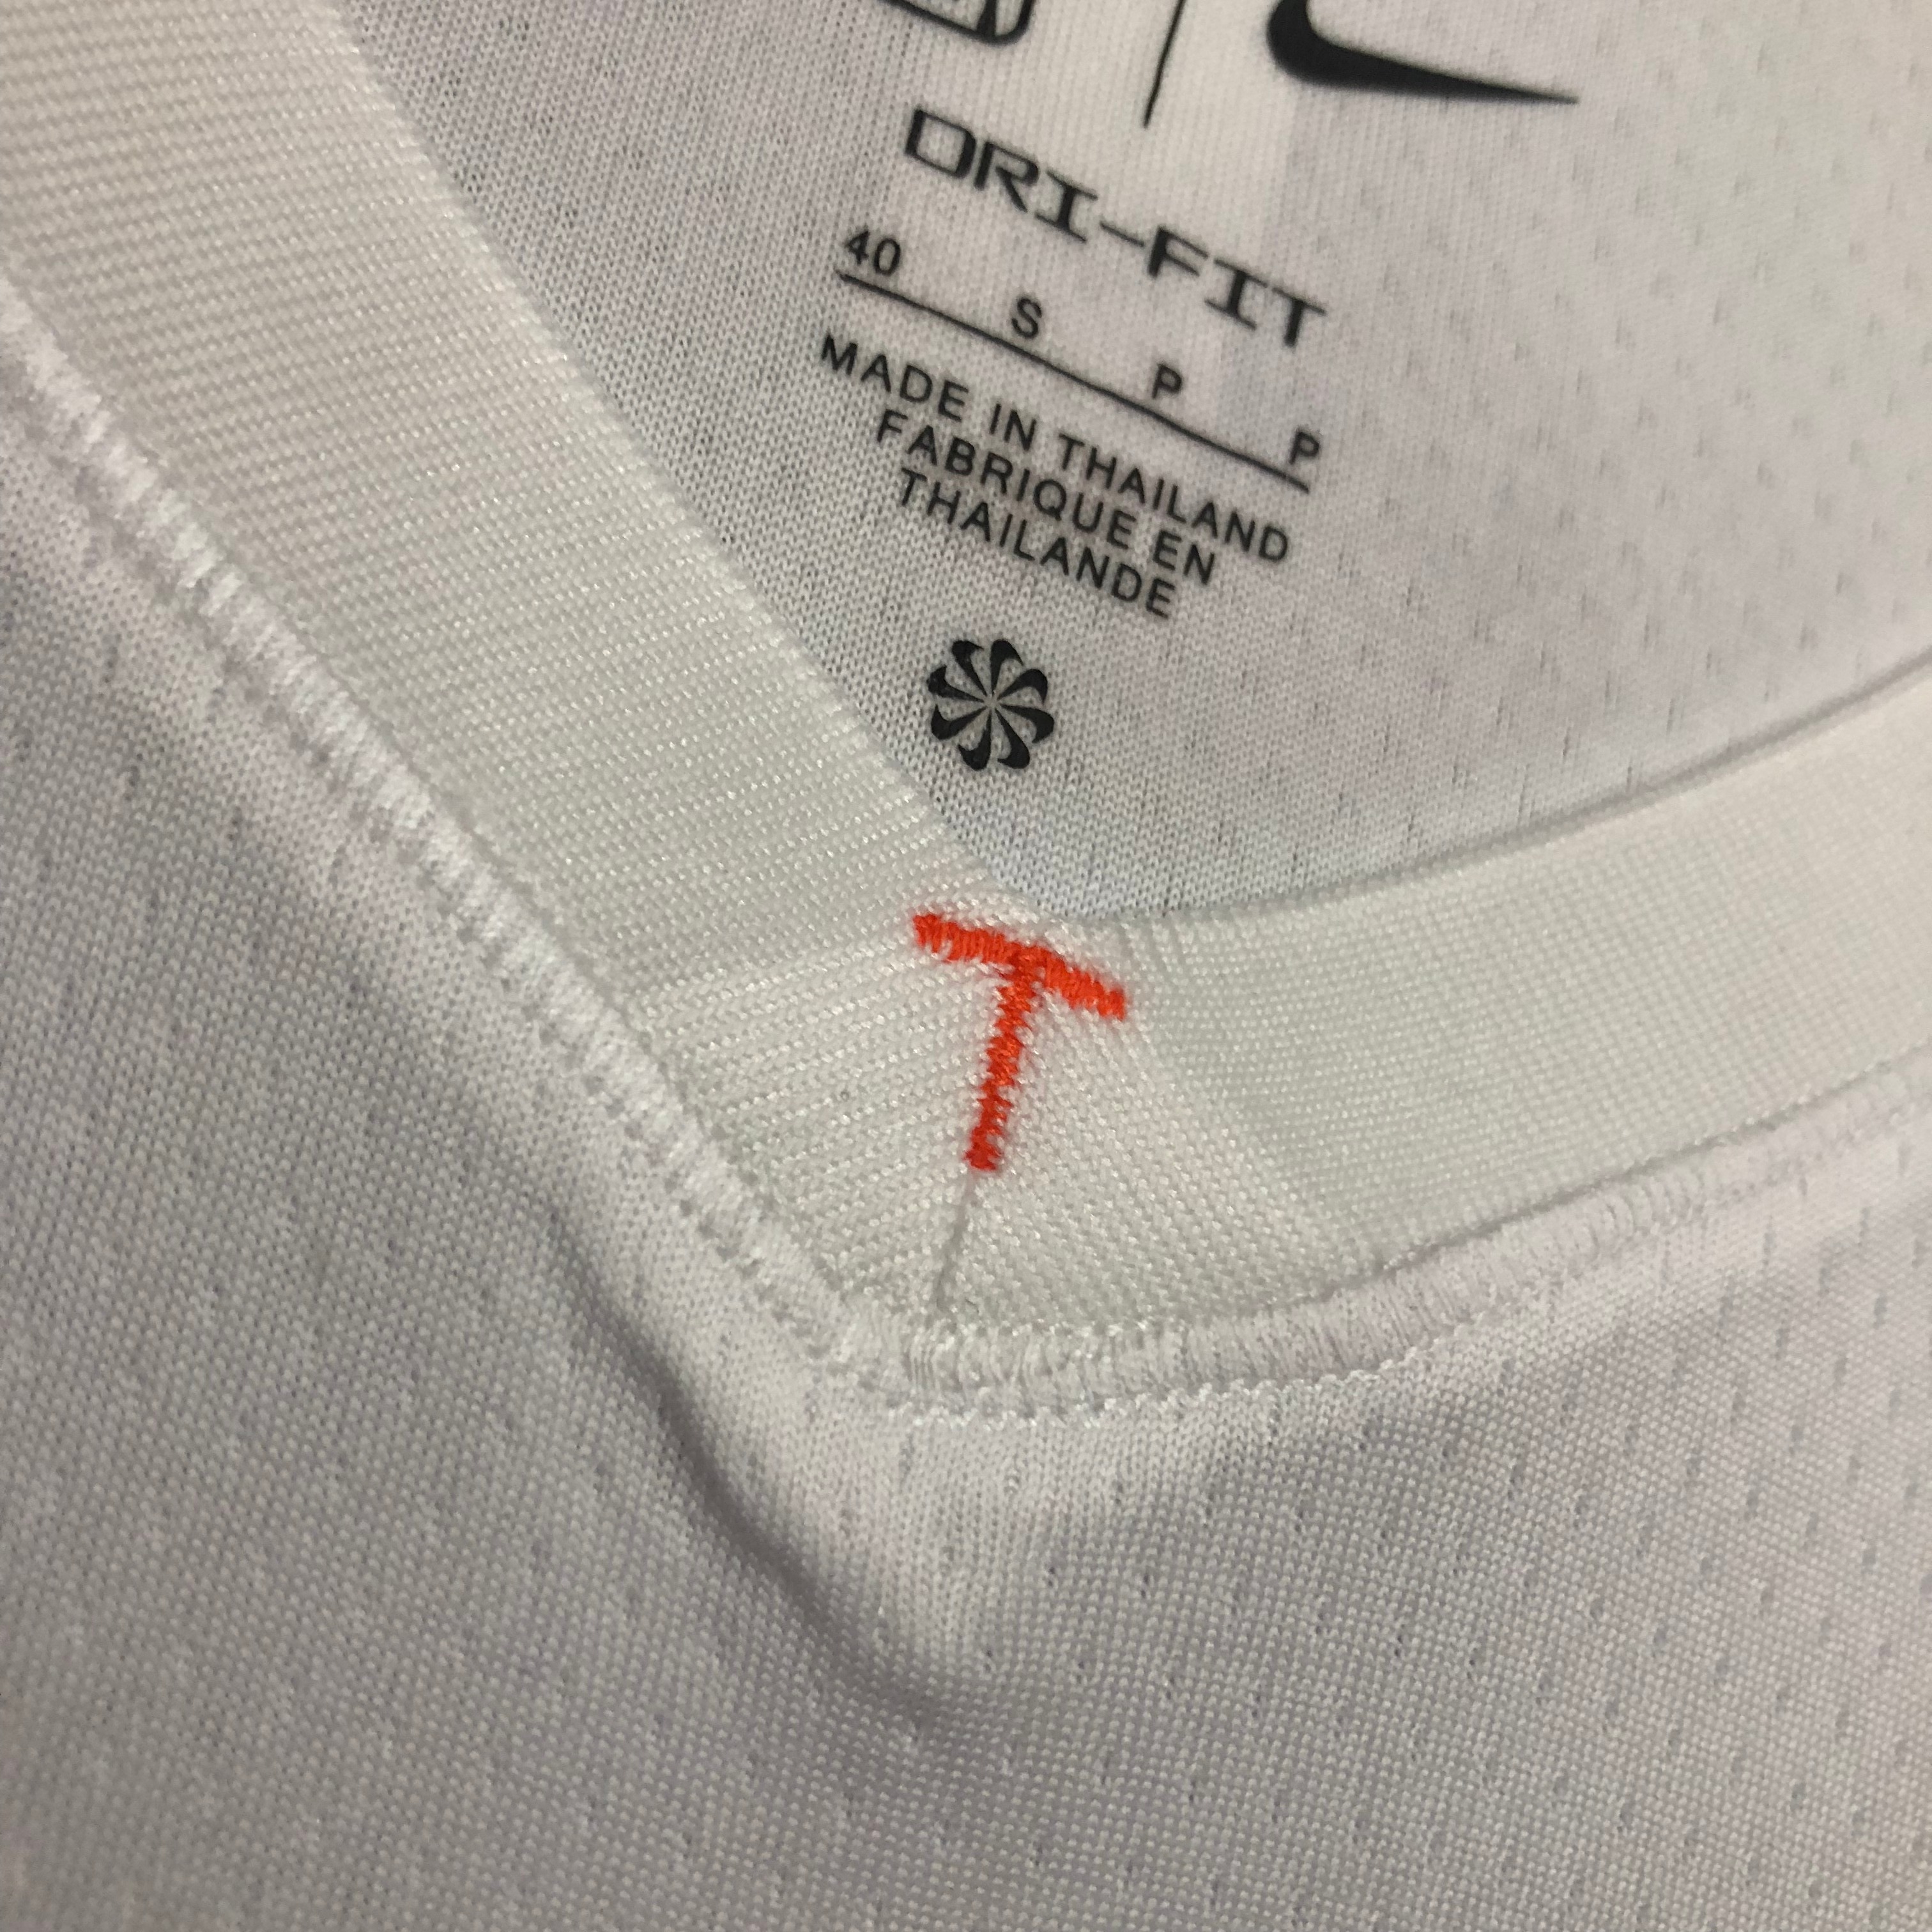 DRI-FIT
40 S P P
MADE IN THAILAND
FABRIQUE EN
THAILANDE
T